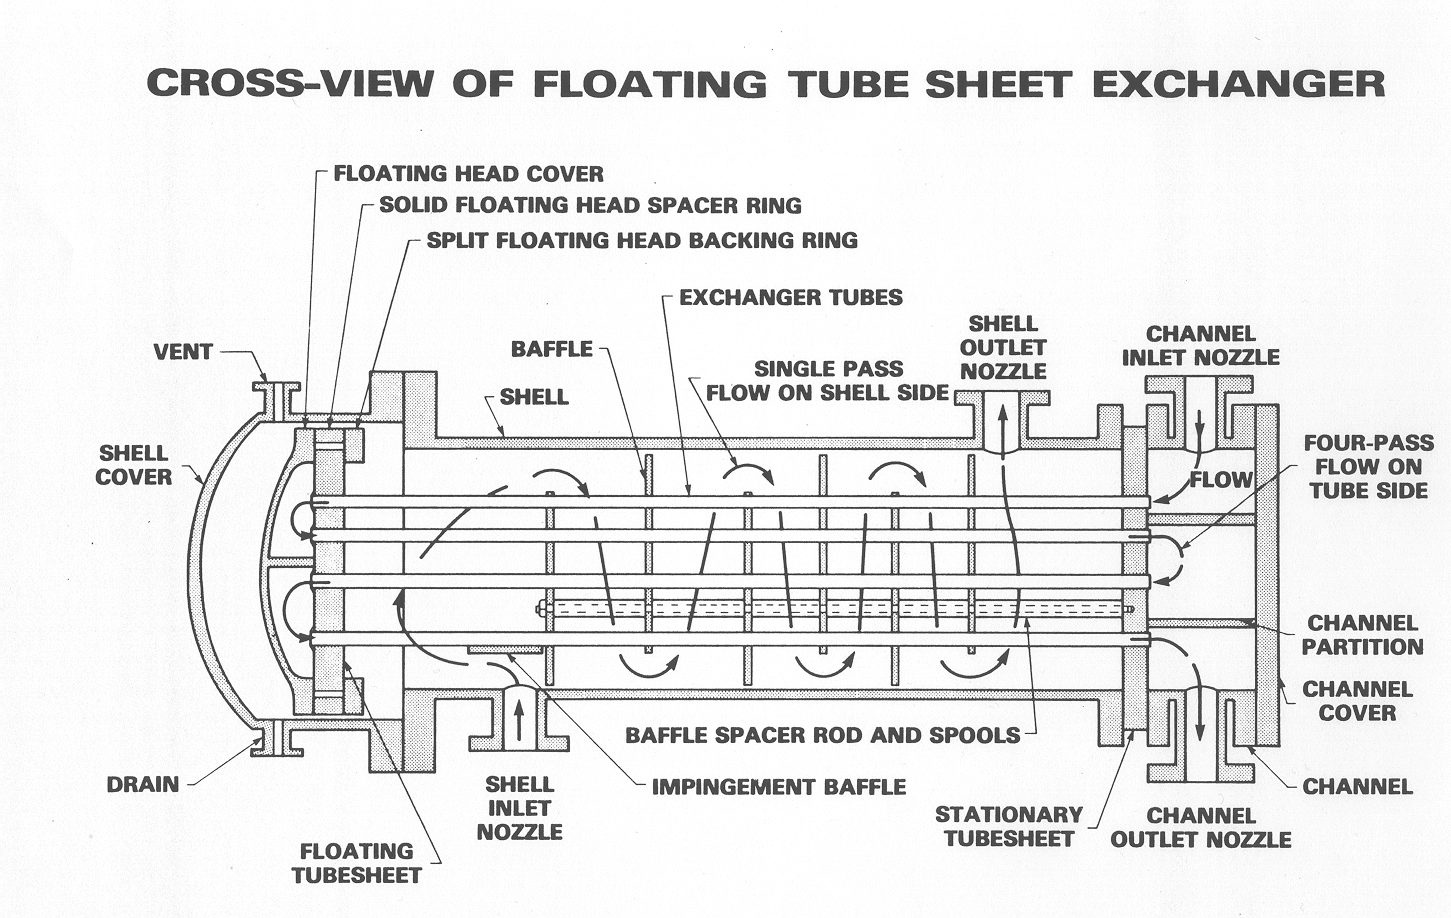 CROSS-VIEW OF FLOATING TUBE SHEET EXCHANGER
FLOATING HEAD COVER
SOLID FLOATING HEAD SPACER RING
SPLIT FLOATING HEAD BACKING RING
EXCHANGER TUBES
SHELL
OUTLET
NOZZLE
CHANNEL
INLET NOZZLE
VENT
BAFFLE
SINGLE PASS
FLOW ON SHELL SIDE
SHELL
SHELL
COVER
FLOW
FOUR-PASS
FLOW ON
TUBE SIDE
CHANNEL
PARTITION
CHANNEL
COVER
BAFFLE SPACER ROD AND SPOOLS
DRAIN
SHELL
INLET
NOZZLE
IMPINGEMENT BAFFLE
CHANNEL
STATIONARY
TUBESHEET
CHANNEL
OUTLET NOZZLE
FLOATING
TUBESHEET